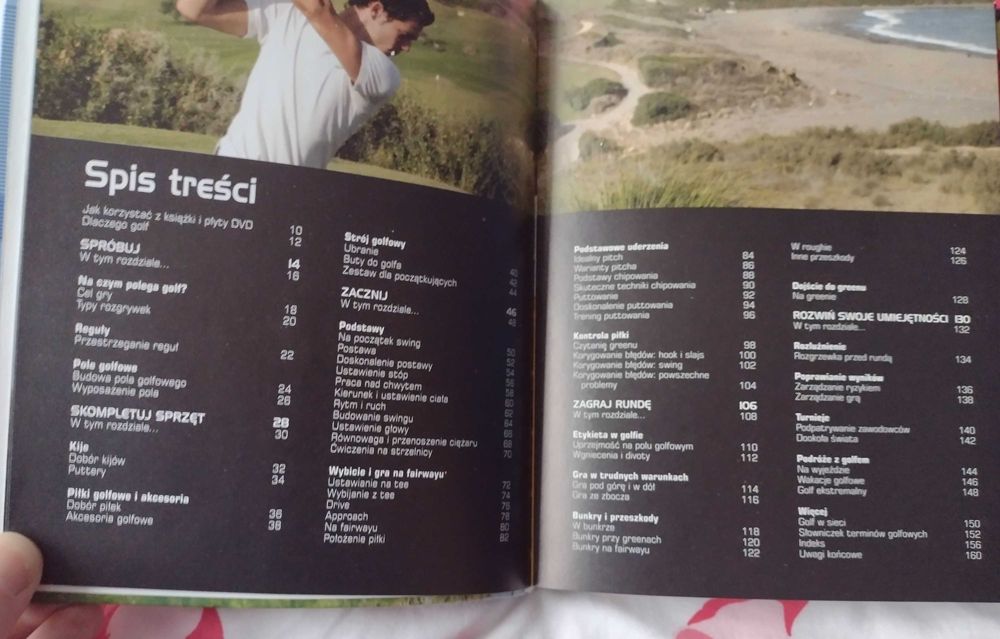 Spis treści
Jak korzystać z książki i płyty DVD 10
Dlaczego golf 12
SPRÓBUJ 14
W tym rozdziale... 16
Na czym polega golf?
Cel gry 18
Typy rozgrywek 20
Reguły
Przestrzeganie reguł 22
Pola golfowe
Budowa pola golfowego 24
Wyposażenie pola 26
SKOMPLETUJ SPRZĘT 28
W tym rozdziale... 30
Kije
Dobór kijów 32
Puttery 34
Piłki golfowe i akcesoria
Dobór piłek 36
Akcesoria golfowe 38
Strój golfowy
Ubranie 40
Buty do golfa 42
Zestaw dla początkujących 44
ZACZNIJ 46
W tym rozdziale... 48
Podstawy
Na początek swing 50
Postawa 52
Doskonalenie postawy 54
Ustawienie stóp 56
Praca nad chwytem 58
Kierunek i ustawienie ciała 60
Rytm i ruch 62
Budowanie swingu 64
Ustawienie głowy 66
Równowaga i przenoszenie ciężaru 68
Ćwiczenia na strzelnicy 70
Wybicie i gra na fairwayu
Ustawianie na tee 72
Wybijanie z tee 74
Drive 76
Approach 78
Na fairwayu 80
Położenie piłki 82
Podstawowe uderzenia
Idealny pitch 84
Warianty pitcha 86
Podstawy chipowania 88
Skuteczne techniki chipowania 90
Puttowanie 92
Doskonalenie puttowania 94
Trening puttowania 96
Kontrola piłki
Czytanie greenu 98
Korygowanie błędów: hook i slajs 100
Korygowanie błędów: swing 102
Korygowanie błędów: powszechne
problemy 104
ZAGRAJ RUNDĘ 106
W tym rozdziale... 108
Etykieta w golfie
Uprzejmość na polu golfowym 110
Wgniecenia i divoty 112
Gra w trudnych warunkach
Gra pod górę i w dół 114
Gra ze zbocza 116
Bunkry i przeszkody
W bunkrze 118
Bunkry przy greenach 120
Bunkry na fairwayu 122
W roughie 124
Inne przeszkody 126
Dojście do greenu
Na greenie 128
ROZWIŃ SWOJE UMIEJĘTNOŚCI 130
W tym rozdziale... 132
Rozluźnienie
Rozgrzewka przed rundą 134
Poprawianie wyników
Zarządzanie ryzykiem 136
Zarządzanie grą 138
Turnieje
Podpatrywanie zawodowców 140
Dookoła świata 142
Podróże z golfem
Na wyjeździe 144
Wakacje golfowe 146
Golf ekstremalny 148
Więcej
Golf w sieci 150
Słowniczek terminów golfowych 152
Indeks 156
Uwagi końcowe 160